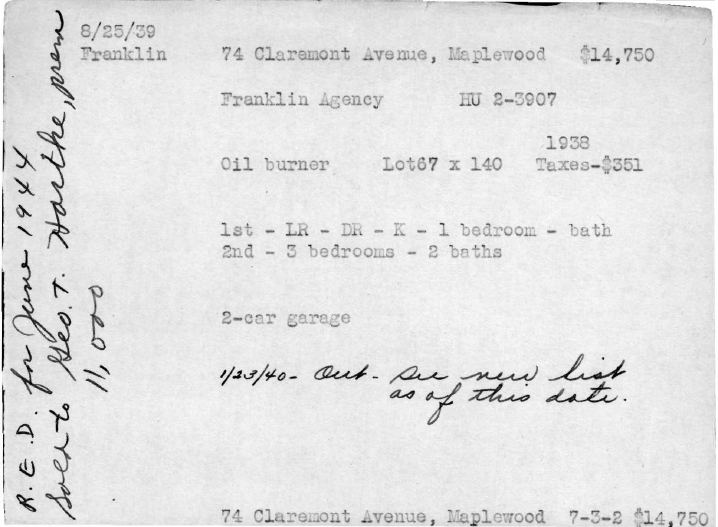 8/25/39
Franklin 74 Claremont Avenue, Maplewood $14,750
Franklin Agency HU 2-3907
1938
Oil burner Lot67 x 140 Taxes-$351
1st - LR - DR - K - 1 bedroom - bath
2nd - 3 bedrooms - 2 baths
2-car garage
1/23/40- Out - See new list
as of this date.
74 Claremont Avenue, Maplewood 7-3-2 $14,750
R.E.D. for June 1944
Sold to Geo. T. Harthe, prem
11,000